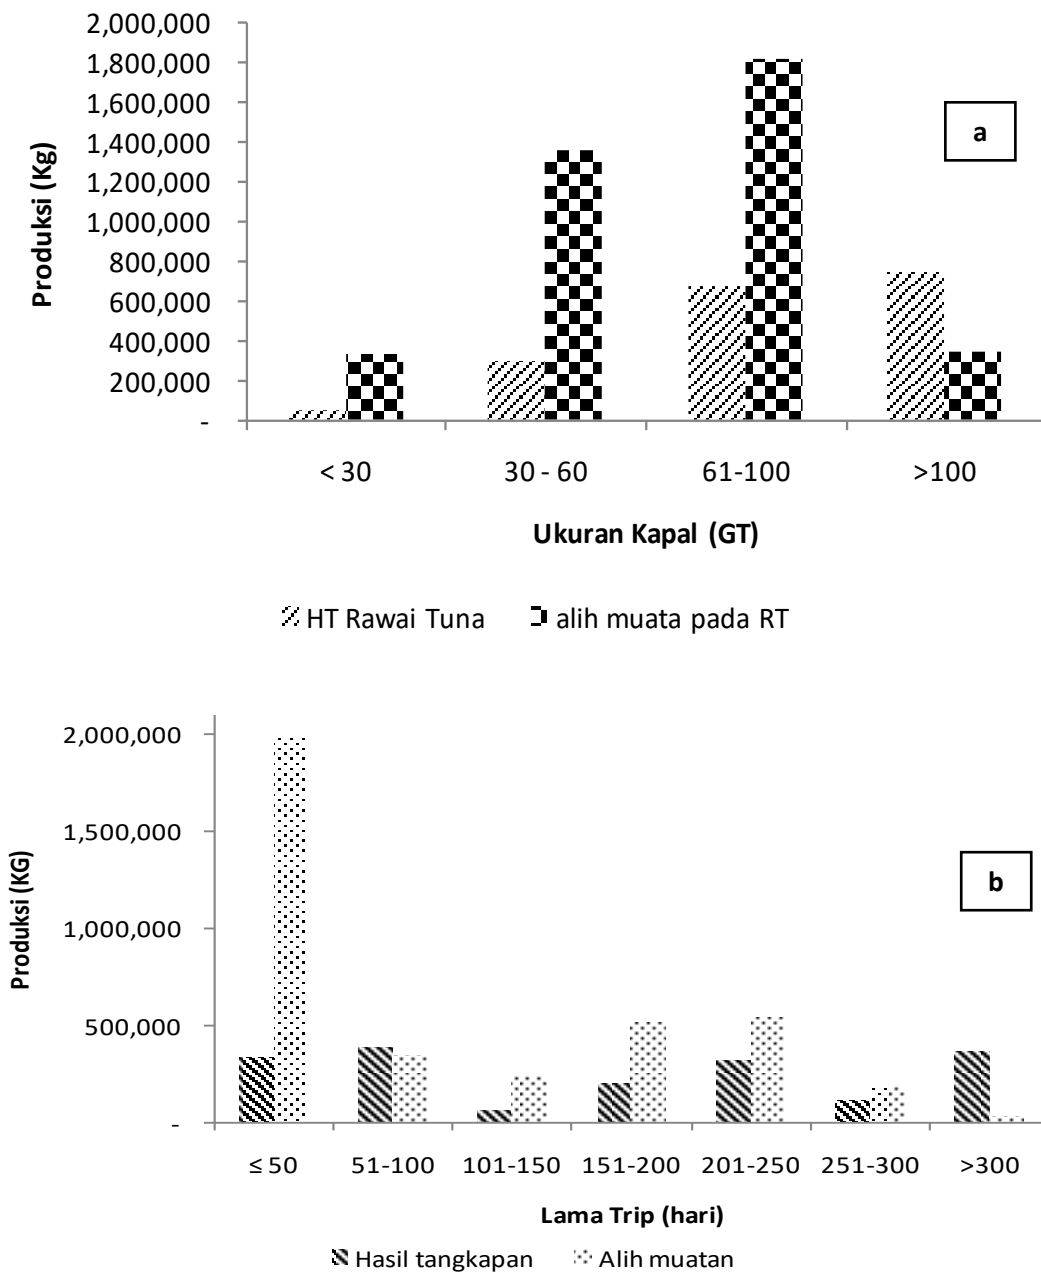 2,000,000
1,800,000
1,600,000
1,400,000
1,200,000
1,000,000
800,000
600,000
400,000
200,000
-
Produksi (Kg)
a
< 30 30 - 60 61-100 >100
Ukuran Kapal (GT)
HT Rawai Tuna alih muata pada RT
2,000,000
1,500,000
1,000,000
500,000
-
Produksi (KG)
b
≤ 50 51-100 101-150 151-200 201-250 251-300 >300
Lama Trip (hari)
Hasil tangkapan Alih muatan